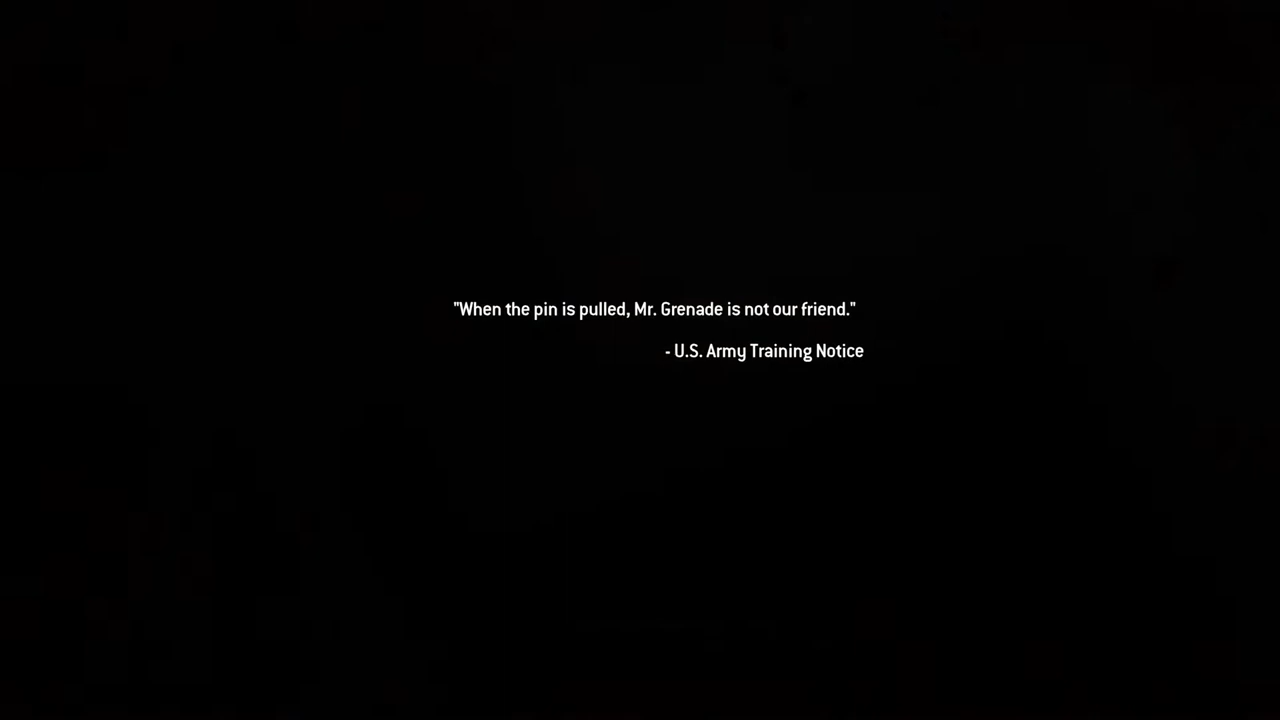 "When the pin is pulled, Mr. Grenade is not our friend."
- U.S. Army Training Notice